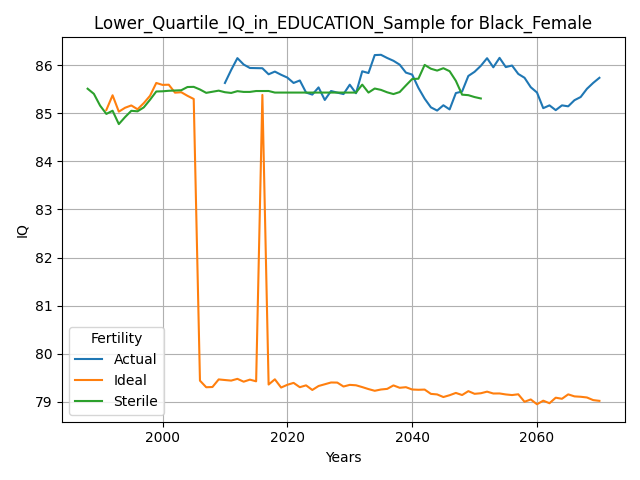 Lower_Quartile_IQ_in_EDUCATION_Sample for Black_Female
IQ
86
85
84
83
82
81
80
79
Fertility
Actual
Ideal
Sterile
2000 2020 2040 2060
Years